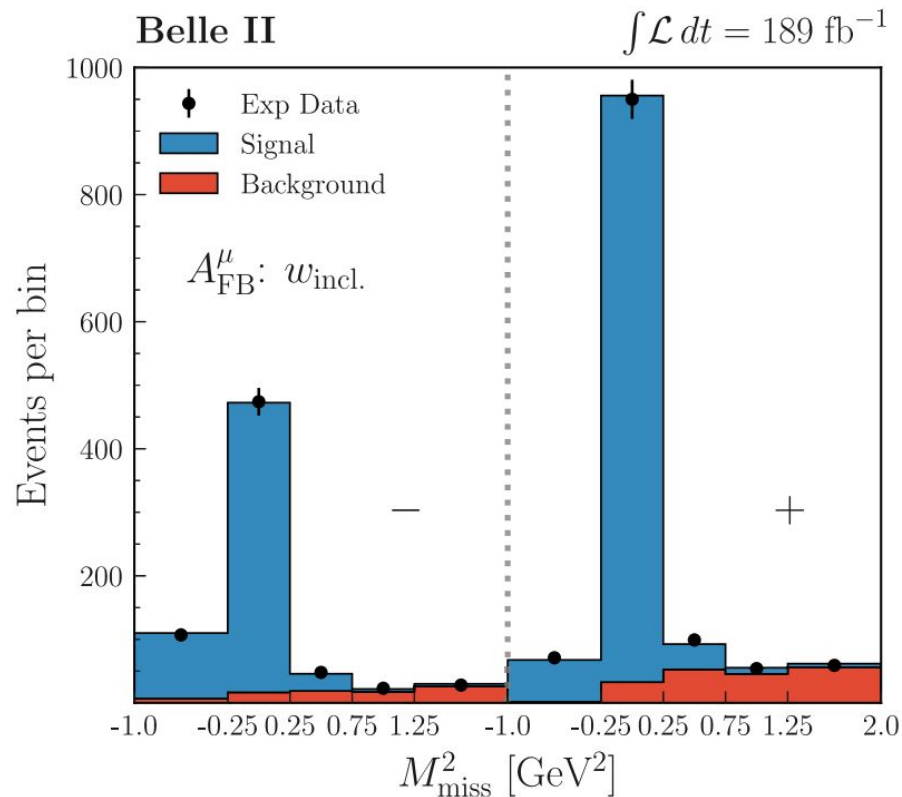 Belle II
∫ℒ dt = 189 fb⁻¹
Exp Data
Signal
Background
A^μ_FB: w_incl.
− +
Events per bin
1000
800
600
400
200
-1.0 -0.25 0.25 0.75 1.25 -1.0 -0.25 0.25 0.75 1.25 2.0
M²_miss [GeV²]